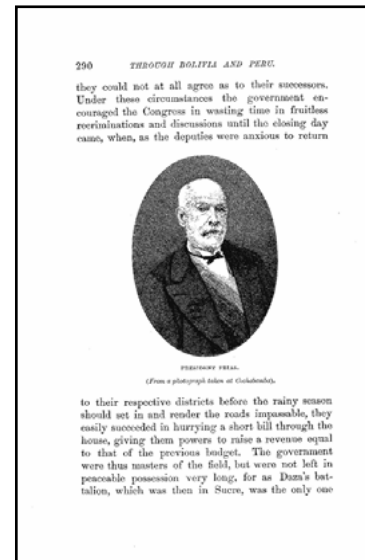 290 THROUGH BOLIVIA AND PERU.
they could not at all agree as to their successors.
Under these circumstances the government en-
couraged the Congress in wasting time in fruitless
recriminations and discussions until the closing day
came, when, as the deputies were anxious to return
PRESIDENT FRIAS.
(From a photograph taken at Cochabamba).
to their respective districts before the rainy season
should set in and render the roads impassable, they
easily succeeded in hurrying a short bill through the
house, giving them powers to raise a revenue equal
to that of the previous budget. The government
were thus masters of the field, but were not left in
peaceable possession very long, for as Daza's bat-
talion, which was then in Sucre, was the only one